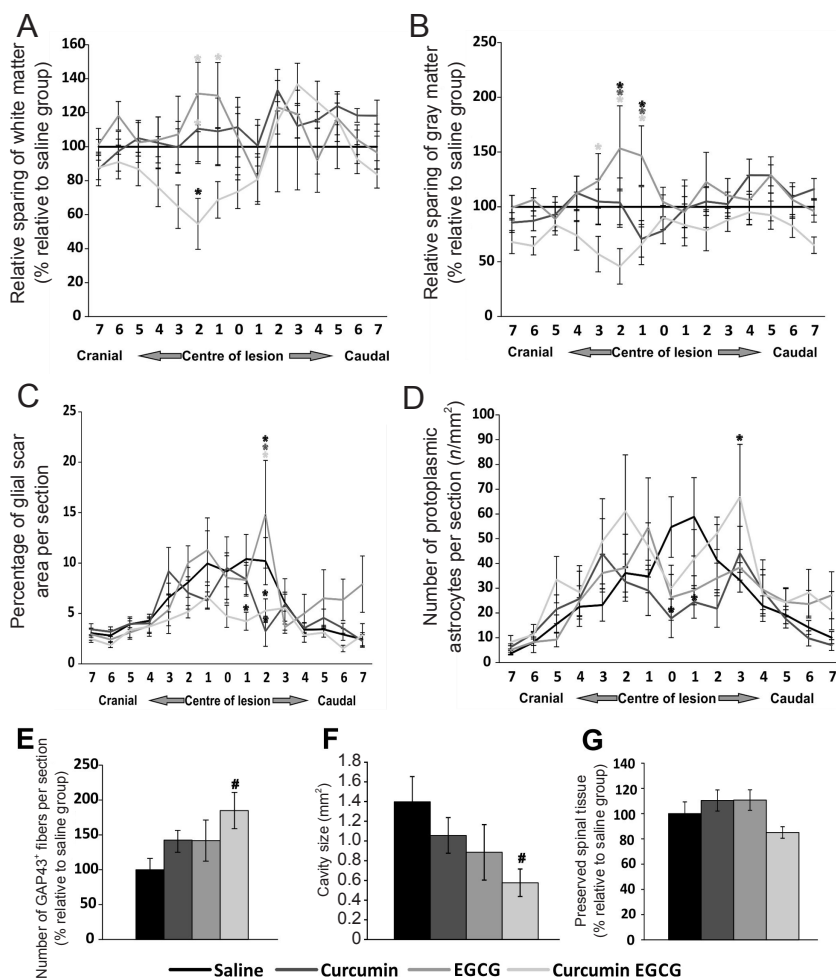 A
Relative sparing of white matter
(% relative to saline group)
160
140
120
100
80
60
40
20
0
* *
*
*
7 6 5 4 3 2 1 0 1 2 3 4 5 6 7
Cranial Centre of lesion Caudal
B
Relative sparing of gray matter
(% relative to saline group)
250
200
150
100
50
0
*
*
* *
*
*
*
7 6 5 4 3 2 1 0 1 2 3 4 5 6 7
Cranial Centre of lesion Caudal
C
Percentage of glial scar
area per section
25
20
15
10
5
0
*
*
*
*
* *
7 6 5 4 3 2 1 0 1 2 3 4 5 6 7
Cranial Centre of lesion Caudal
D
Number of protoplasmic
astrocytes per section (n/mm²)
100
90
80
70
60
50
40
30
20
10
0
*
* *
7 6 5 4 3 2 1 0 1 2 3 4 5 6 7
Cranial Centre of lesion Caudal
E
Number of GAP43⁺ fibers per section
(% relative to saline group)
250
200
150
100
50
0
#
F
Cavity size (mm²)
1.8
1.6
1.4
1.2
1
0.8
0.6
0.4
0.2
0
#
G
Preserved spinal tissue
(% relative to saline group)
140
120
100
80
60
40
20
0
Saline Curcumin EGCG Curcumin EGCG